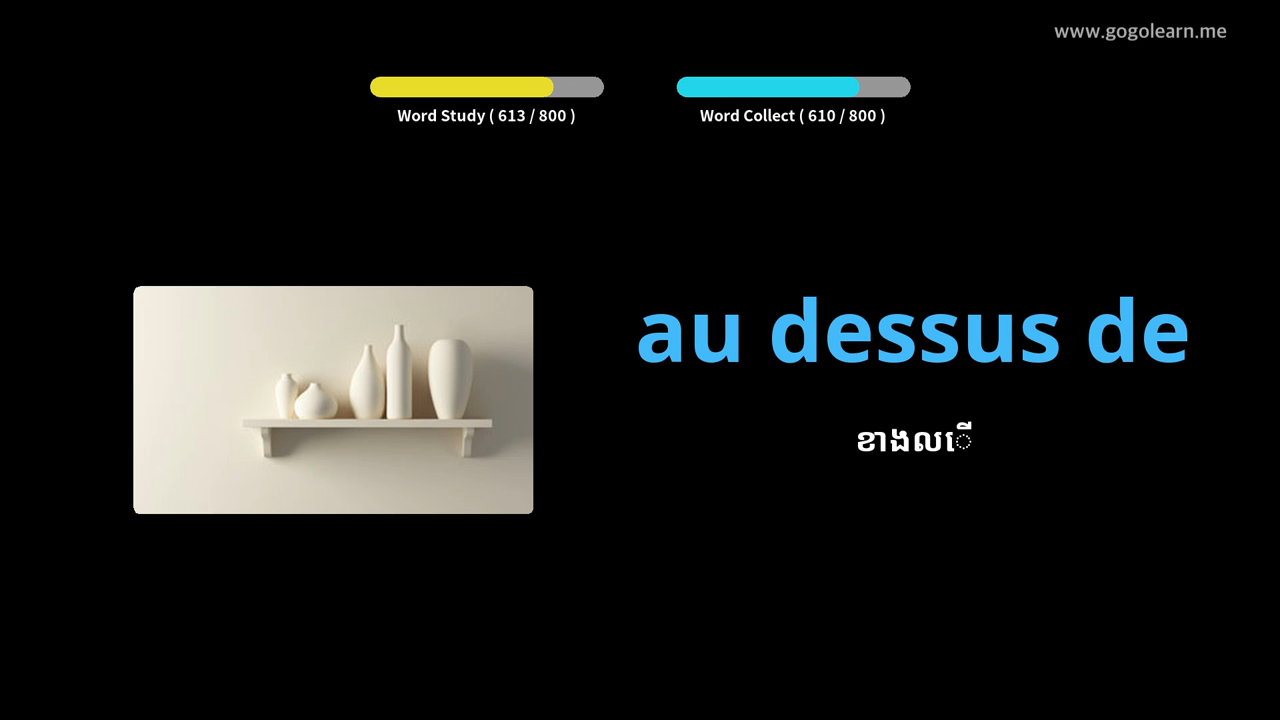 www.gogolearn.me
Word Study ( 613 / 800 )
Word Collect ( 610 / 800 )
au dessus de
ខាងលើ